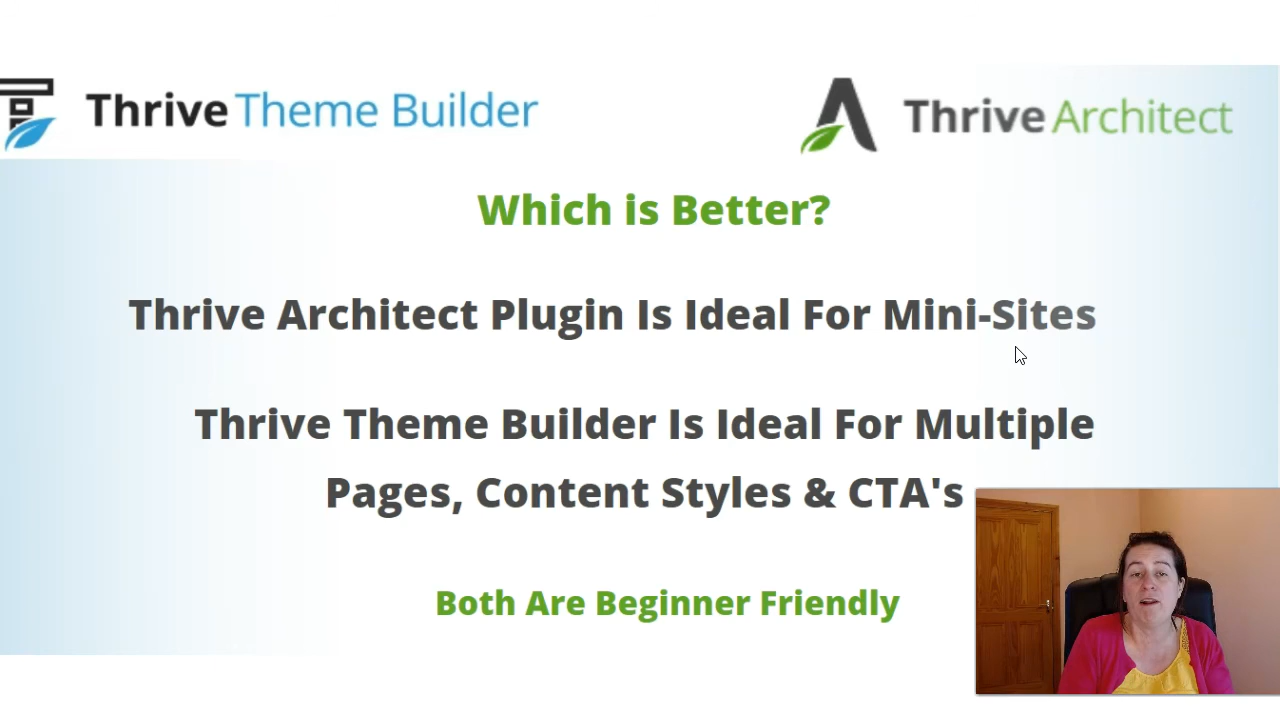 Thrive Theme Builder
Thrive Architect
Which is Better?
Thrive Architect Plugin Is Ideal For Mini-Sites
Thrive Theme Builder Is Ideal For Multiple
Pages, Content Styles & CTA's
Both Are Beginner Friendly